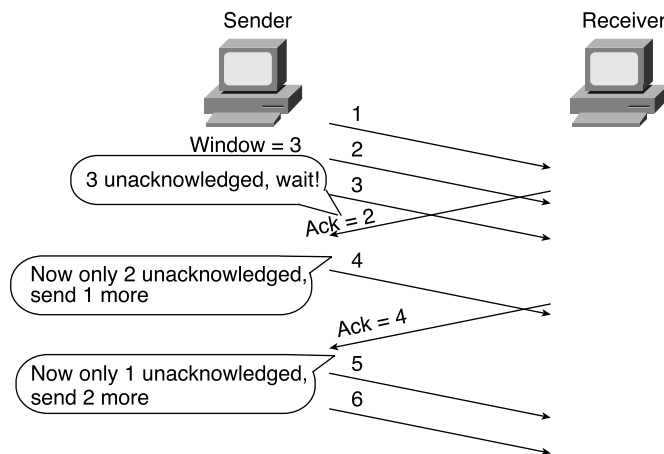 Sender
Receiver
1
Window = 3
2
3 unacknowledged, wait!
3
Ack = 2
Now only 2 unacknowledged,
send 1 more
4
Ack = 4
Now only 1 unacknowledged,
send 2 more
5
6